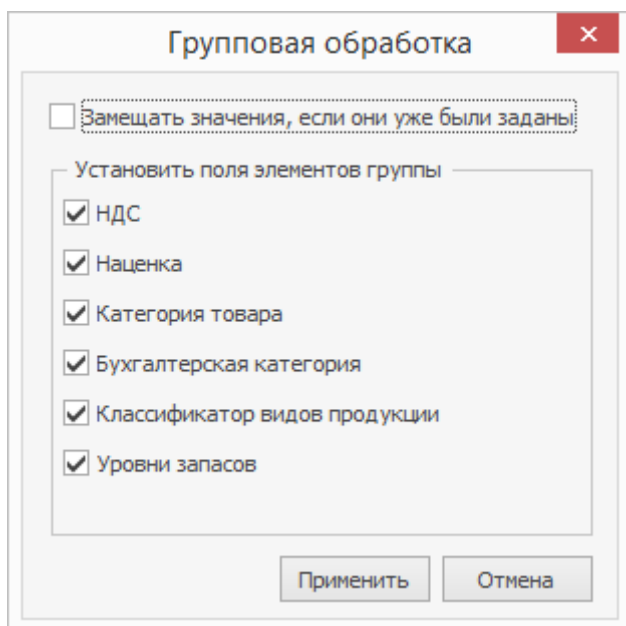 Групповая обработка
Замещать значения, если они уже были заданы
Установить поля элементов группы
НДС
Наценка
Категория товара
Бухгалтерская категория
Классификатор видов продукции
Уровни запасов
Применить
Отмена